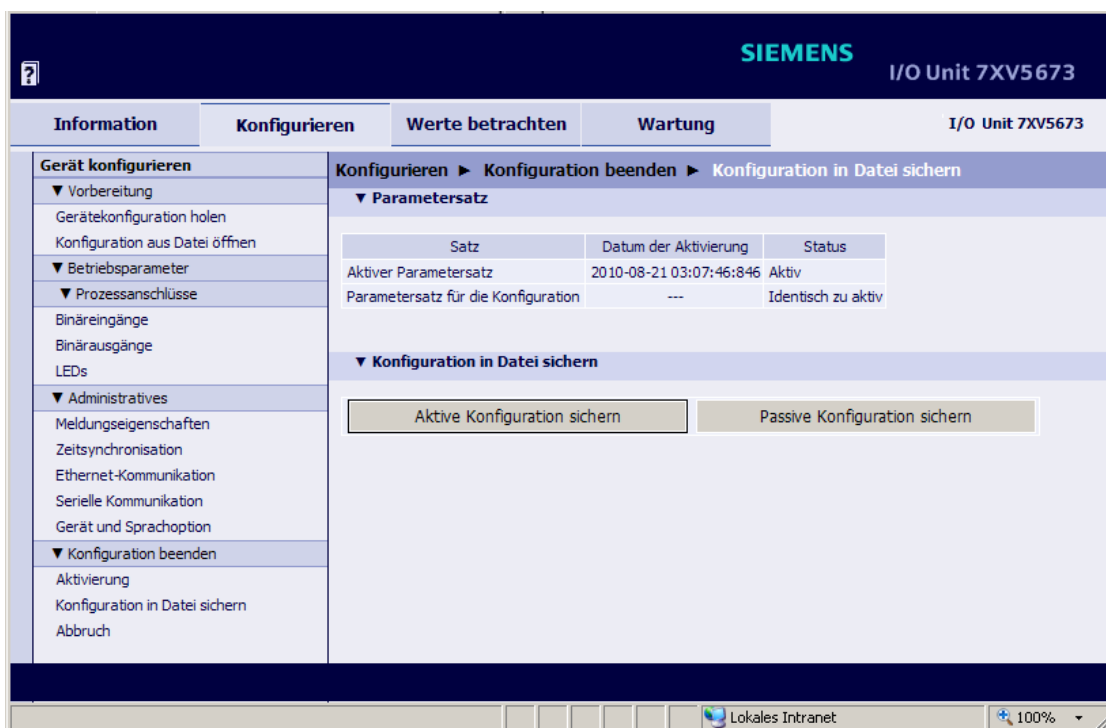 SIEMENS
I/O Unit 7XV5673
Information Konfigurieren Werte betrachten Wartung I/O Unit 7XV5673
Gerät konfigurieren
▼ Vorbereitung
Gerätekonfiguration holen
Konfiguration aus Datei öffnen
▼ Betriebsparameter
▼ Prozessanschlüsse
Binäreingänge
Binärausgänge
LEDs
▼ Administratives
Meldungseigenschaften
Zeitsynchronisation
Ethernet-Kommunikation
Serielle Kommunikation
Gerät und Sprachoption
▼ Konfiguration beenden
Aktivierung
Konfiguration in Datei sichern
Abbruch
Konfigurieren ► Konfiguration beenden ► Konfiguration in Datei sichern
▼ Parametersatz
Satz Datum der Aktivierung Status
Aktiver Parametersatz 2010-08-21 03:07:46:846 Aktiv
Parametersatz für die Konfiguration --- Identisch zu aktiv
▼ Konfiguration in Datei sichern
Aktive Konfiguration sichern Passive Konfiguration sichern
Lokales Intranet 100%